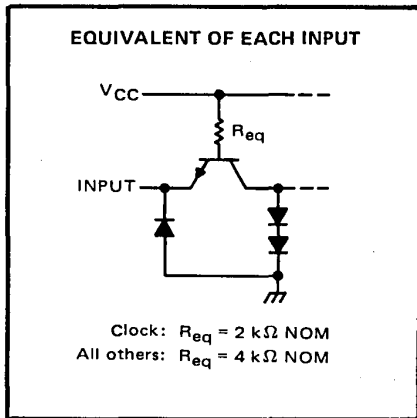 EQUIVALENT OF EACH INPUT
VCC
Req
INPUT
Clock: Req = 2 kΩ NOM
All others: Req = 4 kΩ NOM